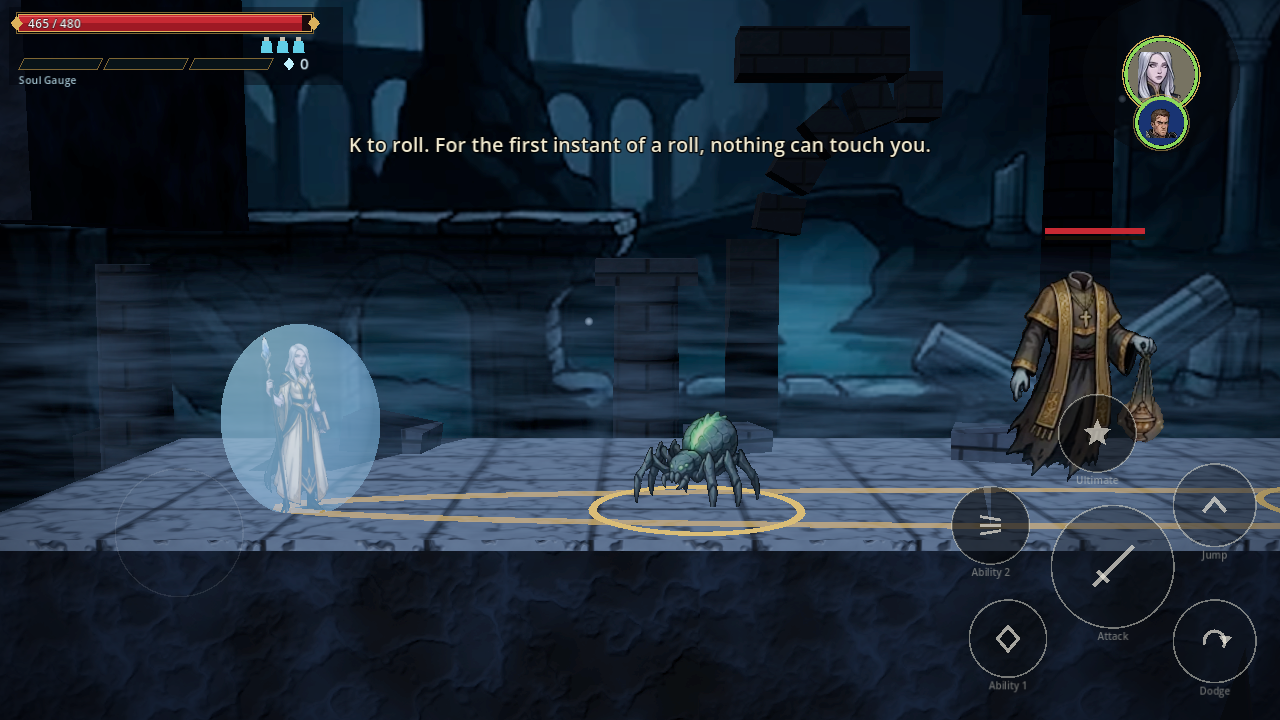 465 / 480
0
Soul Gauge
K to roll. For the first instant of a roll, nothing can touch you.
Ultimate
Jump
Ability 2
Attack
Ability 1
Dodge